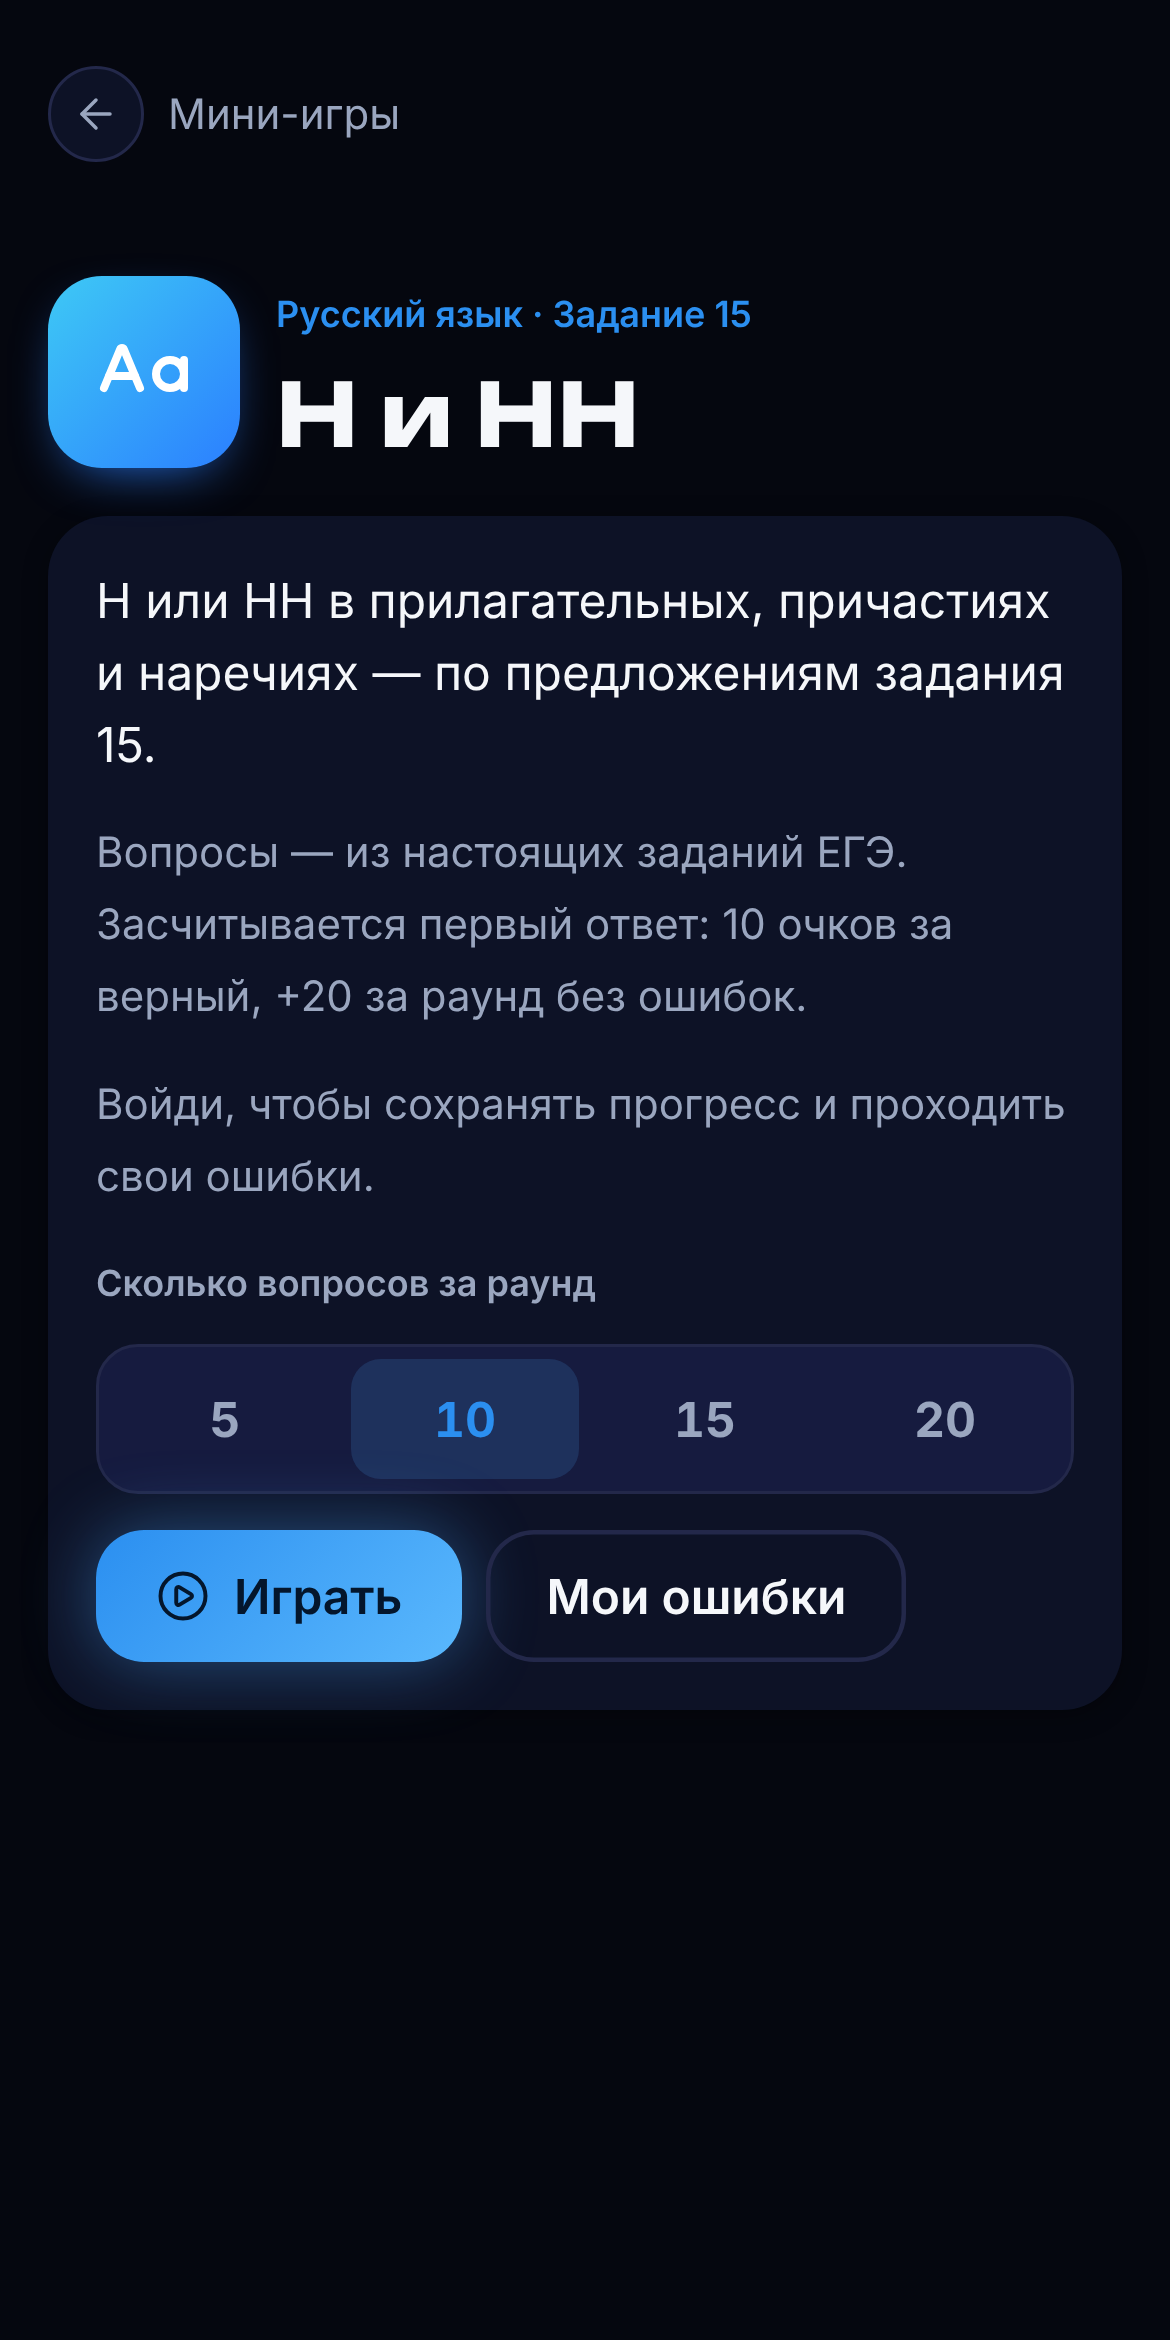 Мини-игры
Aa
Русский язык · Задание 15
Н и НН
Н или НН в прилагательных, причастиях
и наречиях — по предложениям задания
15.
Вопросы — из настоящих заданий ЕГЭ.
Засчитывается первый ответ: 10 очков за
верный, +20 за раунд без ошибок.
Войди, чтобы сохранять прогресс и проходить
свои ошибки.
Сколько вопросов за раунд
5 10 15 20
Играть Мои ошибки